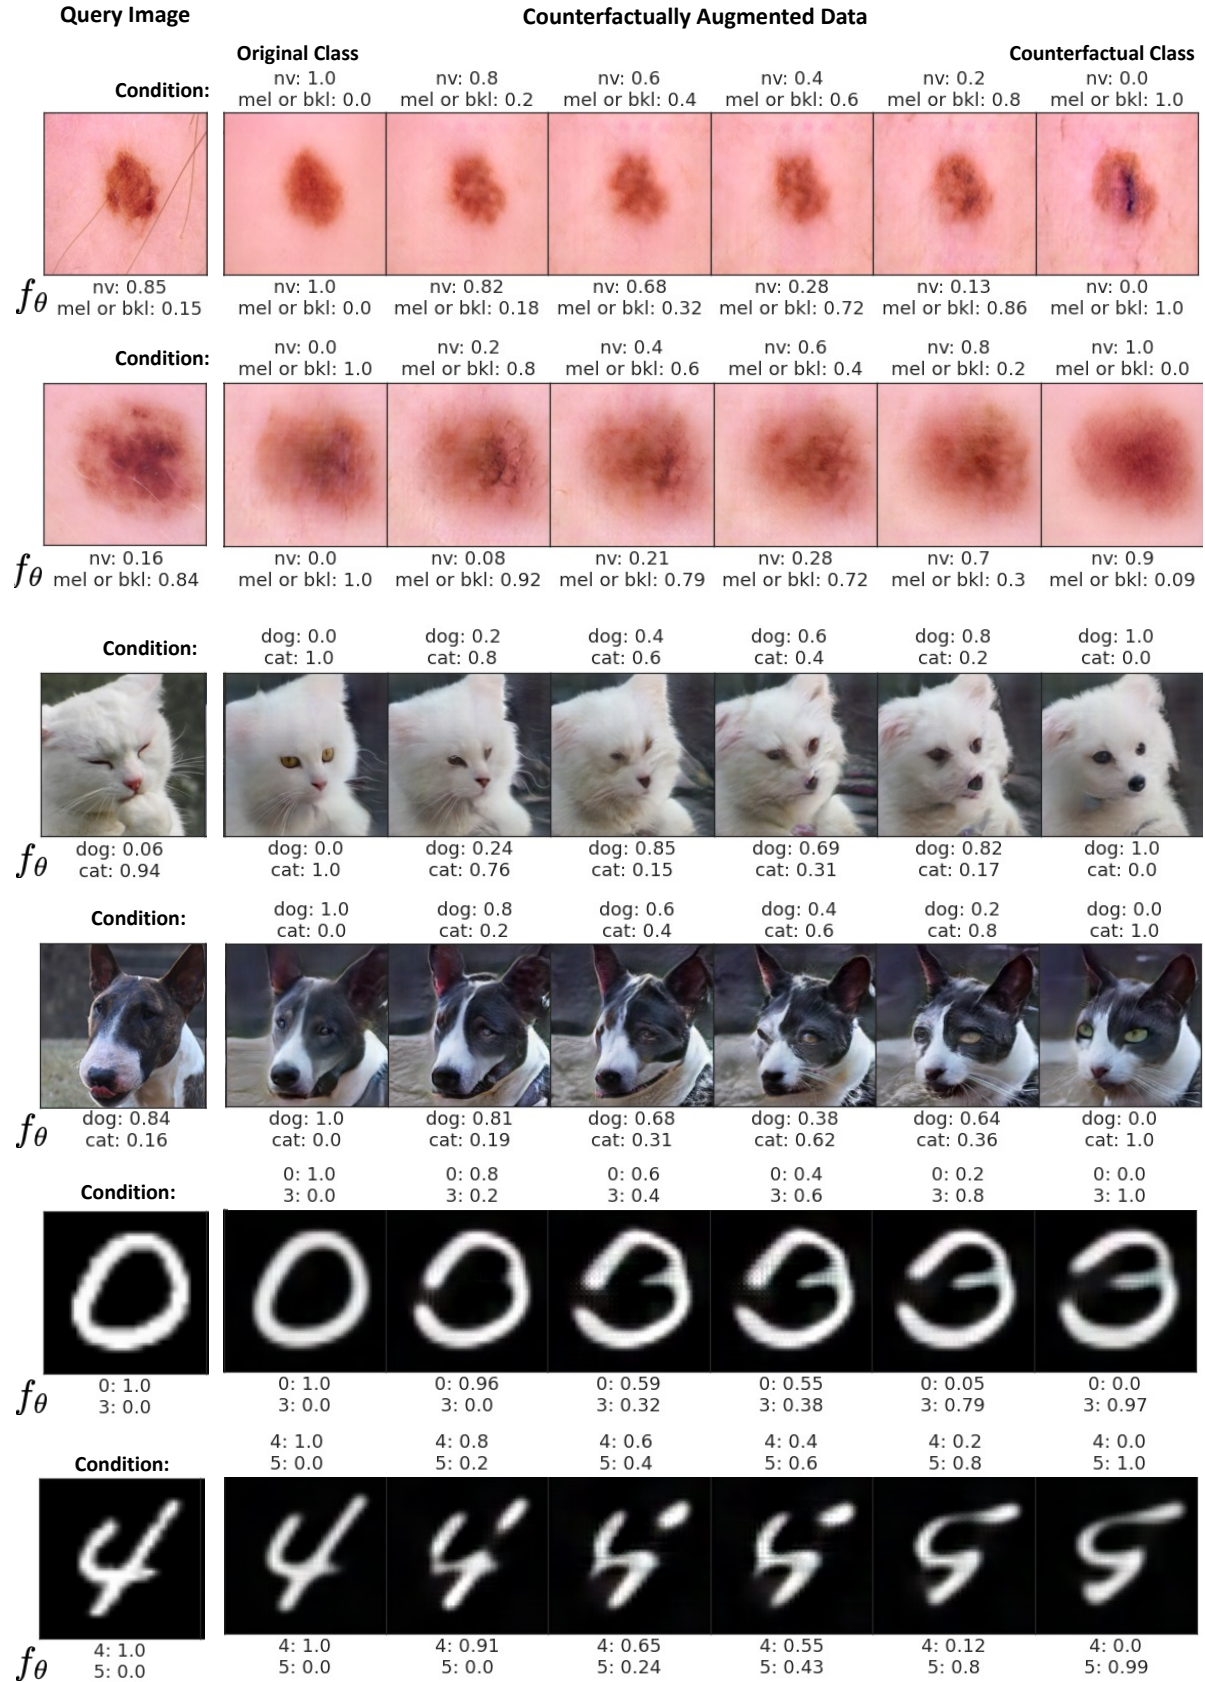 Query Image
Counterfactually Augmented Data
Original Class
Counterfactual Class
Condition:
nv: 1.0
mel or bkl: 0.0
nv: 0.8
mel or bkl: 0.2
nv: 0.6
mel or bkl: 0.4
nv: 0.4
mel or bkl: 0.6
nv: 0.2
mel or bkl: 0.8
nv: 0.0
mel or bkl: 1.0
fθ
nv: 0.85
mel or bkl: 0.15
nv: 1.0
mel or bkl: 0.0
nv: 0.82
mel or bkl: 0.18
nv: 0.68
mel or bkl: 0.32
nv: 0.28
mel or bkl: 0.72
nv: 0.13
mel or bkl: 0.86
nv: 0.0
mel or bkl: 1.0
Condition:
nv: 0.0
mel or bkl: 1.0
nv: 0.2
mel or bkl: 0.8
nv: 0.4
mel or bkl: 0.6
nv: 0.6
mel or bkl: 0.4
nv: 0.8
mel or bkl: 0.2
nv: 1.0
mel or bkl: 0.0
fθ
nv: 0.16
mel or bkl: 0.84
nv: 0.0
mel or bkl: 1.0
nv: 0.08
mel or bkl: 0.92
nv: 0.21
mel or bkl: 0.79
nv: 0.28
mel or bkl: 0.72
nv: 0.7
mel or bkl: 0.3
nv: 0.9
mel or bkl: 0.09
Condition:
dog: 0.0
cat: 1.0
dog: 0.2
cat: 0.8
dog: 0.4
cat: 0.6
dog: 0.6
cat: 0.4
dog: 0.8
cat: 0.2
dog: 1.0
cat: 0.0
fθ
dog: 0.06
cat: 0.94
dog: 0.0
cat: 1.0
dog: 0.24
cat: 0.76
dog: 0.85
cat: 0.15
dog: 0.69
cat: 0.31
dog: 0.82
cat: 0.17
dog: 1.0
cat: 0.0
Condition:
dog: 1.0
cat: 0.0
dog: 0.8
cat: 0.2
dog: 0.6
cat: 0.4
dog: 0.4
cat: 0.6
dog: 0.2
cat: 0.8
dog: 0.0
cat: 1.0
fθ
dog: 0.84
cat: 0.16
dog: 1.0
cat: 0.0
dog: 0.81
cat: 0.19
dog: 0.68
cat: 0.31
dog: 0.38
cat: 0.62
dog: 0.64
cat: 0.36
dog: 0.0
cat: 1.0
Condition:
0: 1.0
3: 0.0
0: 0.8
3: 0.2
0: 0.6
3: 0.4
0: 0.4
3: 0.6
0: 0.2
3: 0.8
0: 0.0
3: 1.0
fθ
0: 1.0
3: 0.0
0: 1.0
3: 0.0
0: 0.96
3: 0.0
0: 0.59
3: 0.32
0: 0.55
3: 0.38
0: 0.05
3: 0.79
0: 0.0
3: 0.97
Condition:
4: 1.0
5: 0.0
4: 0.8
5: 0.2
4: 0.6
5: 0.4
4: 0.4
5: 0.6
4: 0.2
5: 0.8
4: 0.0
5: 1.0
fθ
4: 1.0
5: 0.0
4: 1.0
5: 0.0
4: 0.91
5: 0.0
4: 0.65
5: 0.24
4: 0.55
5: 0.43
4: 0.12
5: 0.8
4: 0.0
5: 0.99